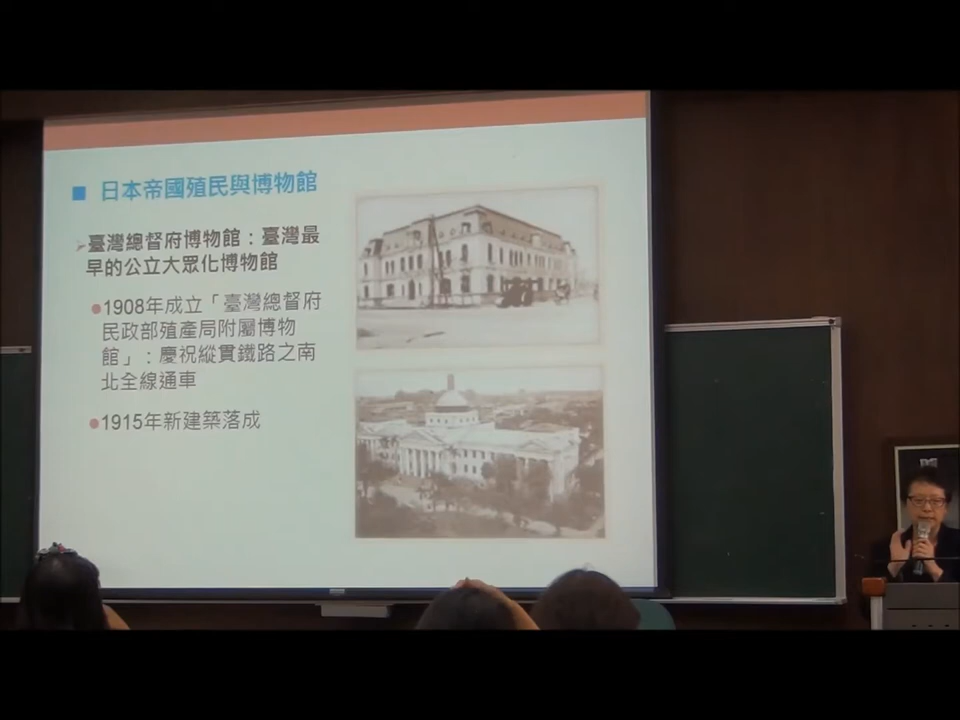 ■ 日本帝國殖民與博物館
➢臺灣總督府博物館：臺灣最
早的公立大眾化博物館
●1908年成立「臺灣總督府
民政部殖產局附屬博物
館」：慶祝縱貫鐵路之南
北全線通車
●1915年新建築落成